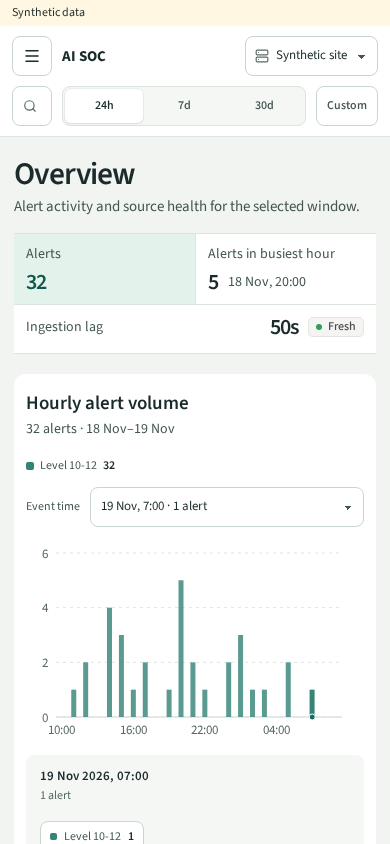 Synthetic data
AI SOC
Synthetic site
24h
7d
30d
Custom
Overview
Alert activity and source health for the selected window.
Alerts
32
Alerts in busiest hour
5 18 Nov, 20:00
Ingestion lag
50s
Fresh
Hourly alert volume
32 alerts · 18 Nov–19 Nov
Level 10-12 32
Event time
19 Nov, 7:00 · 1 alert
6
4
2
0
10:00
16:00
22:00
04:00
19 Nov 2026, 07:00
1 alert
Level 10-12 1